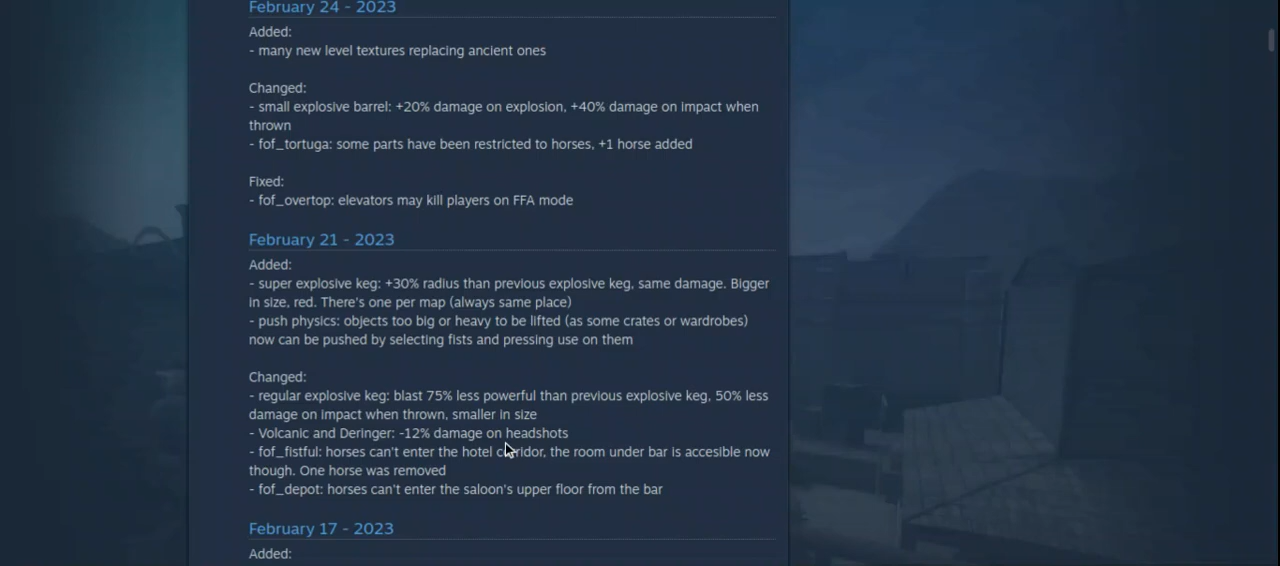 February 24 - 2023
Added:
- many new level textures replacing ancient ones
Changed:
- small explosive barrel: +20% damage on explosion, +40% damage on impact when
thrown
- fof_tortuga: some parts have been restricted to horses, +1 horse added
Fixed:
- fof_overtop: elevators may kill players on FFA mode
February 21 - 2023
Added:
- super explosive keg: +30% radius than previous explosive keg, same damage. Bigger
in size, red. There's one per map (always same place)
- push physics: objects too big or heavy to be lifted (as some crates or wardrobes)
now can be pushed by selecting fists and pressing use on them
Changed:
- regular explosive keg: blast 75% less powerful than previous explosive keg, 50% less
damage on impact when thrown, smaller in size
- Volcanic and Deringer: -12% damage on headshots
- fof_fistful: horses can't enter the hotel corridor, the room under bar is accesible now
though. One horse was removed
- fof_depot: horses can't enter the saloon's upper floor from the bar
February 17 - 2023
Added: